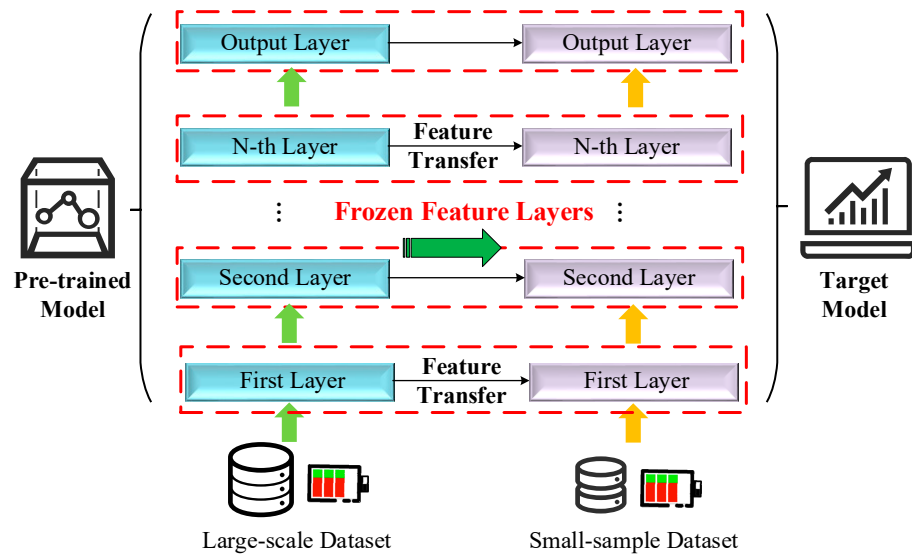 Output Layer
Output Layer
N-th Layer
Feature
Transfer
N-th Layer
Frozen Feature Layers
Pre-trained
Model
Second Layer
Second Layer
Target
Model
First Layer
Feature
Transfer
First Layer
Large-scale Dataset
Small-sample Dataset